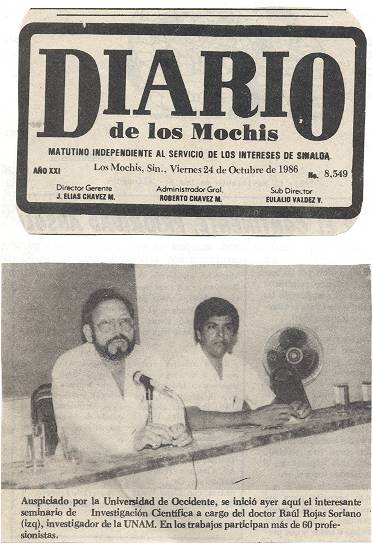 DIARIO
de los Mochis
MATUTINO INDEPENDIENTE AL SERVICIO DE LOS INTERESES DE SINALOA
AÑO XXI Los Mochis, Sin., Viernes 24 de Octubre de 1986 No. 8,549
Director Gerente Administrador Gral. Sub Director
J. ELIAS CHAVEZ M. ROBERTO CHAVEZ M. EULALIO VALDEZ V.
Auspiciado por la Universidad de Occidente, se inició ayer aquí el interesante
seminario de Investigación Científica a cargo del doctor Raúl Rojas Soriano
(izq), investigador de la UNAM. En los trabajos participan más de 60 profe-
sionistas.